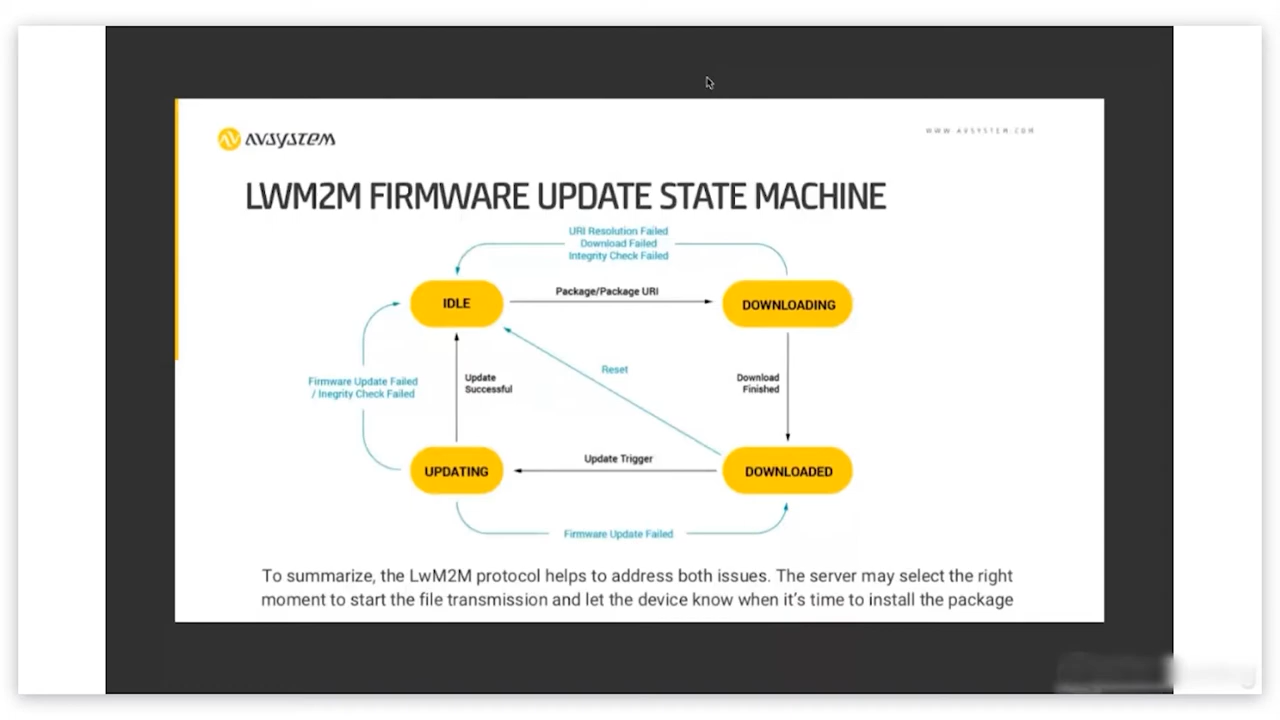 AVSYSTEM
WWW.AVSYSTEM.COM
LWM2M FIRMWARE UPDATE STATE MACHINE
URI Resolution Failed
Download Failed
Integrity Check Failed
IDLE
Package/Package URI
DOWNLOADING
Firmware Update Failed
/ Inegrity Check Failed
Update
Successful
Reset
Download
Finished
UPDATING
Update Trigger
DOWNLOADED
Firmware Update Failed
To summarize, the LwM2M protocol helps to address both issues. The server may select the right
moment to start the file transmission and let the device know when it's time to install the package